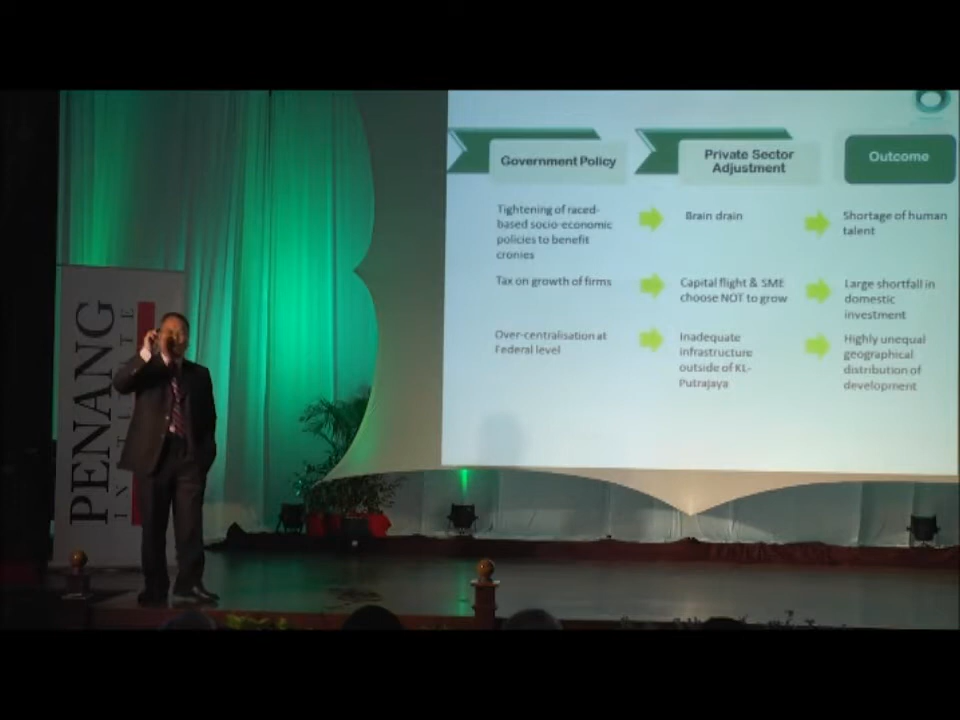 PENANG
INSTITUTE
Government Policy
Private Sector
Adjustment
Outcome
Tightening of raced-
based socio-economic
policies to benefit
cronies
Brain drain
Shortage of human
talent
Tax on growth of firms
Capital flight & SME
choose NOT to grow
Large shortfall in
domestic
investment
Over-centralisation at
Federal level
Inadequate
infrastructure
outside of KL-
Putrajaya
Highly unequal
geographical
distribution of
development